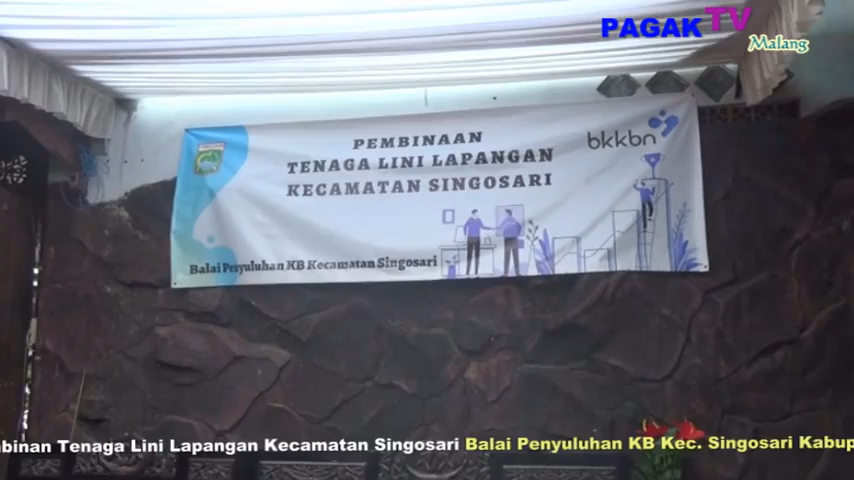 PAGAK TV
Malang
PEMBINAAN
TENAGA LINI LAPANGAN
KECAMATAN SINGOSARI
bkkbn
Balai Penyuluhan KB Kecamatan Singosari
binan Tenaga Lini Lapangan Kecamatan Singosari Balai Penyuluhan KB Kec. Singosari Kabup